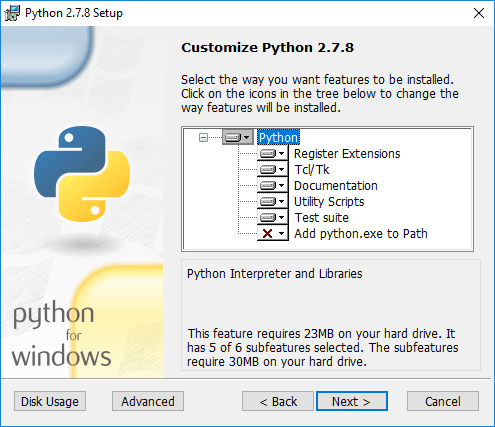 Python 2.7.8 Setup
Customize Python 2.7.8
Select the way you want features to be installed.
Click on the icons in the tree below to change the
way features will be installed.
Python
Register Extensions
Tcl/Tk
Documentation
Utility Scripts
Test suite
Add python.exe to Path
Python Interpreter and Libraries
This feature requires 23MB on your hard drive. It
has 5 of 6 subfeatures selected. The subfeatures
require 30MB on your hard drive.
python
for
windows
Disk Usage
Advanced
< Back
Next >
Cancel